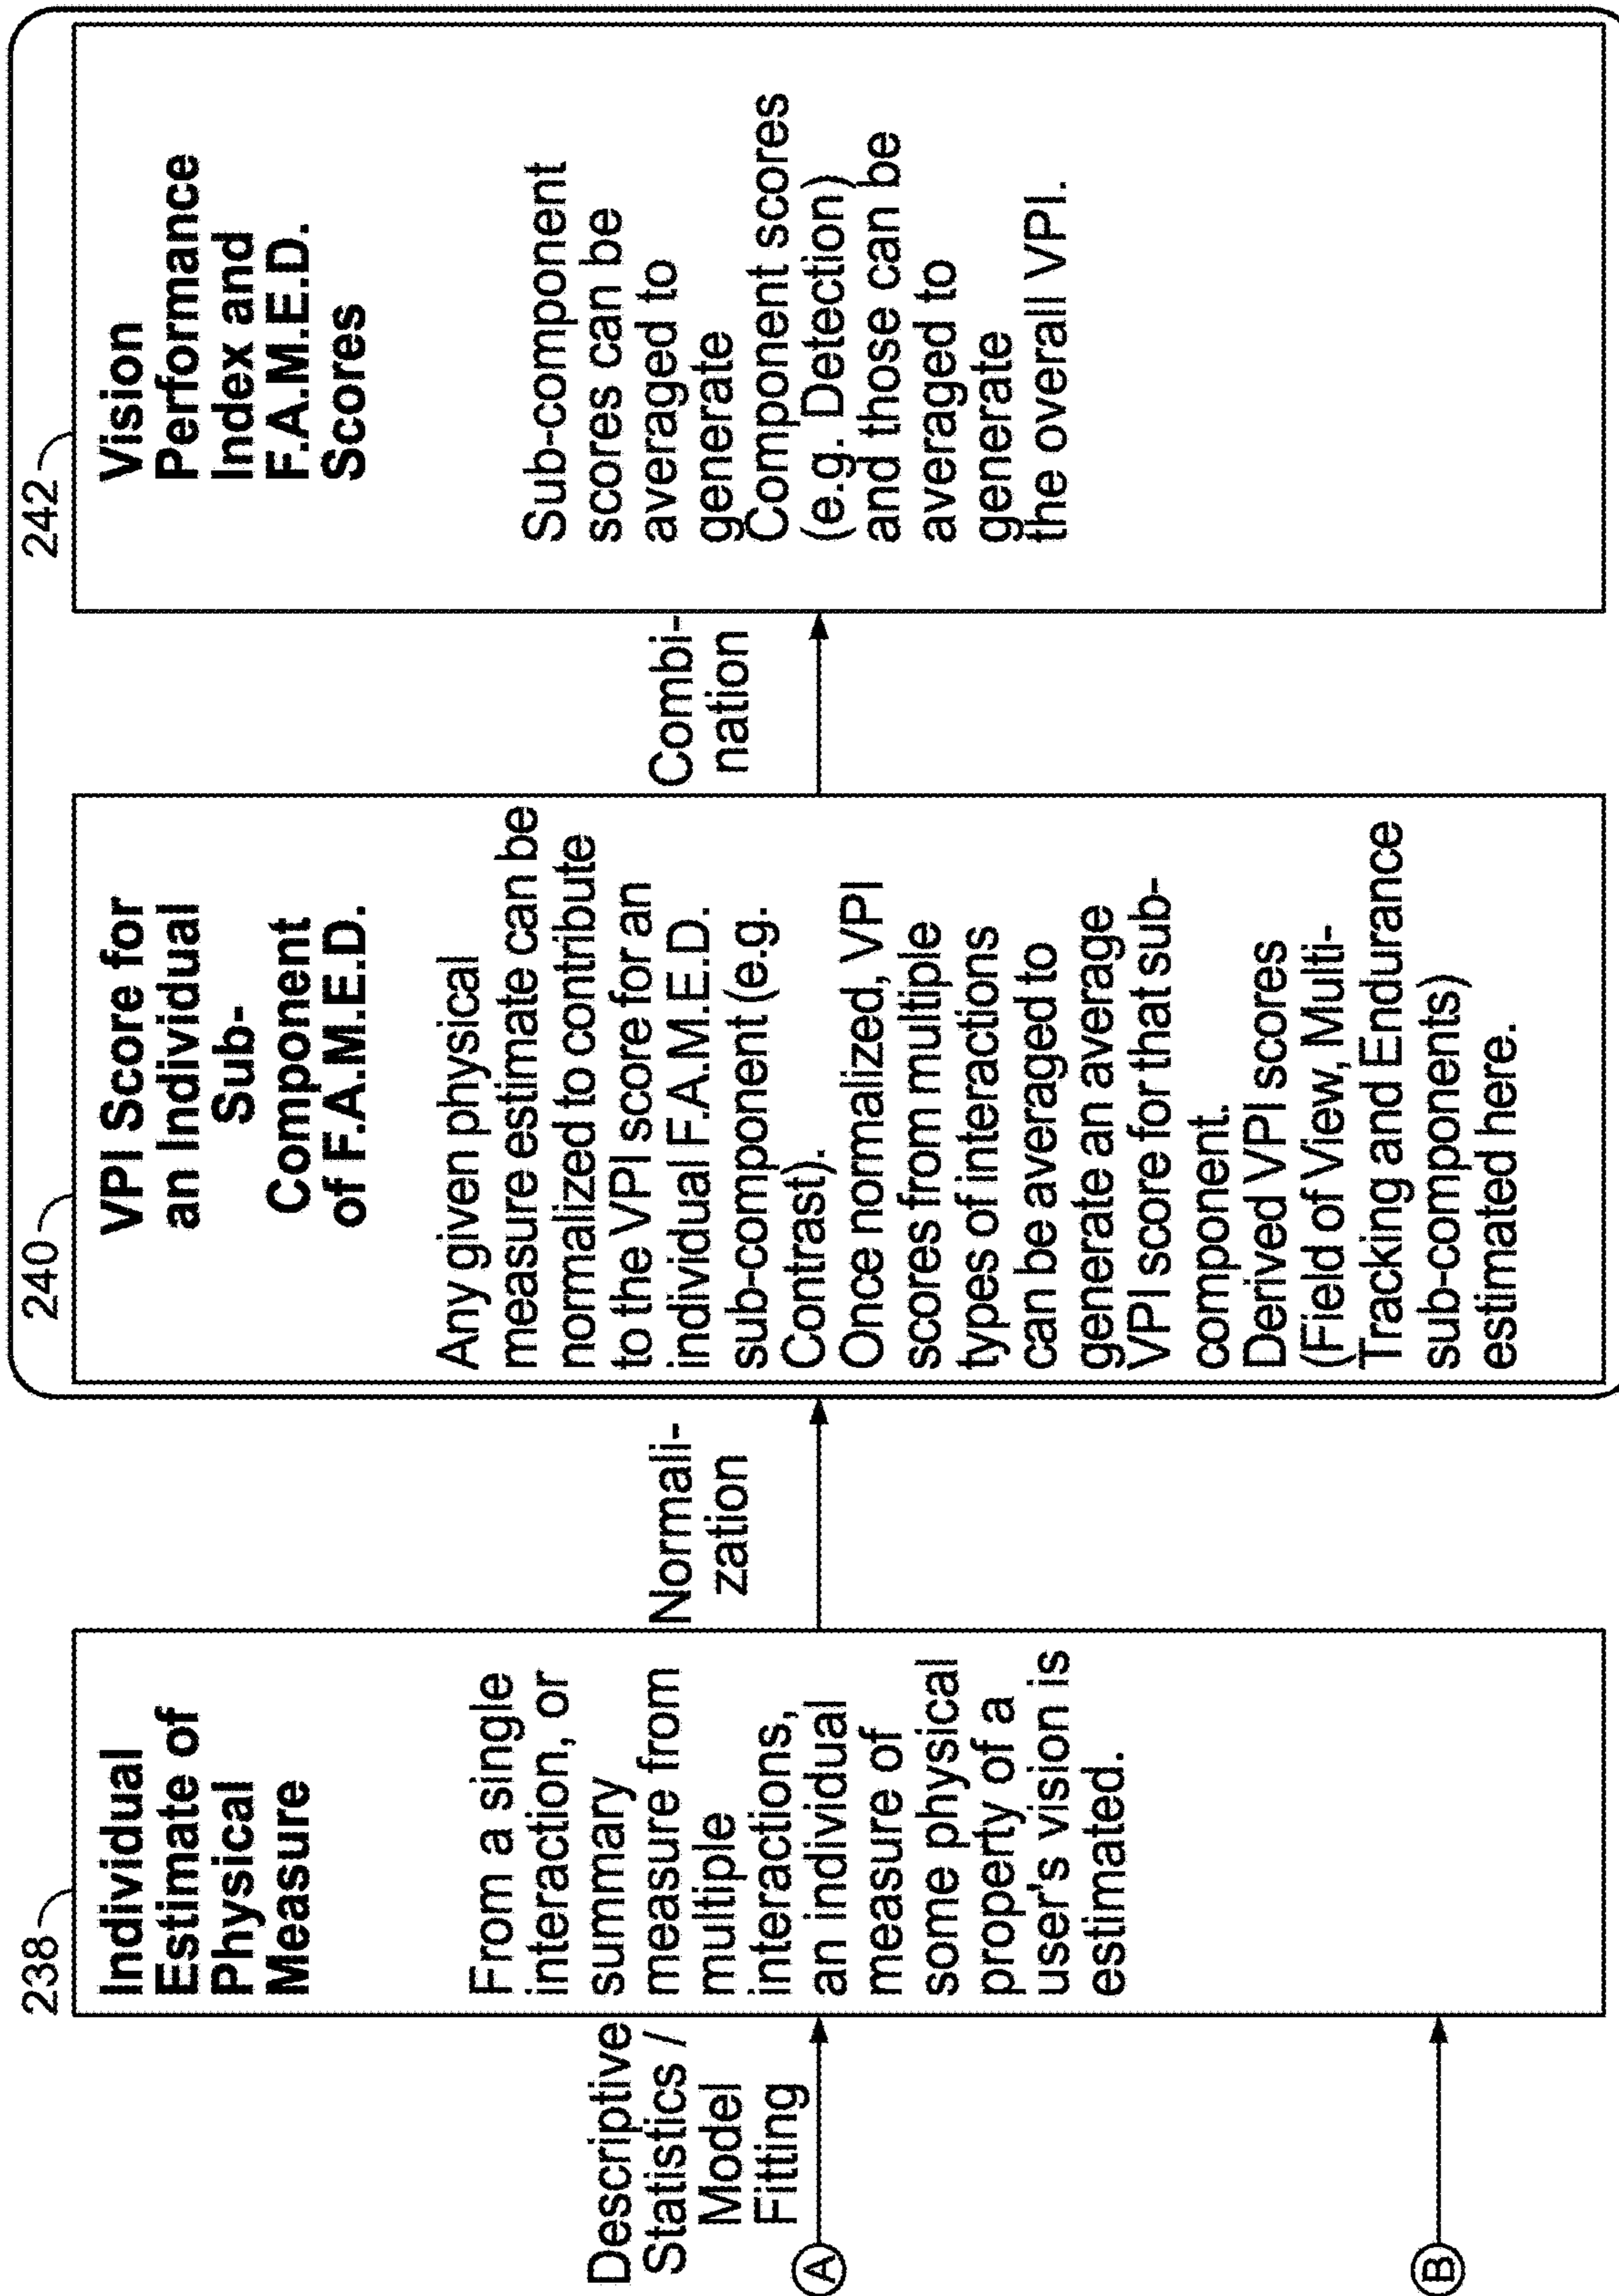 Descriptive
Statistics /
Model
Fitting
A
B
238
Individual
Estimate of
Physical
Measure
From a single
interaction, or
summary
measure from
multiple
interactions,
an individual
measure of
some physical
property of a
user's vision is
estimated.
Normali-
zation
240
VPI Score for
an Individual
Sub-
Component
of F.A.M.E.D.
Any given physical
measure estimate can be
normalized to contribute
to the VPI score for an
individual F.A.M.E.D.
sub-component (e.g.
Contrast).
Once normalized, VPI
scores from multiple
types of interactions
can be averaged to
generate an average
VPI score for that sub-
component.
Derived VPI scores
(Field of View, Multi-
Tracking and Endurance
sub-components)
estimated here.
Combi-
nation
242
Vision
Performance
Index and
F.A.M.E.D.
Scores
Sub-component
scores can be
averaged to
generate
Component scores
(e.g. Detection)
and those can be
averaged to
generate
the overall VPI.